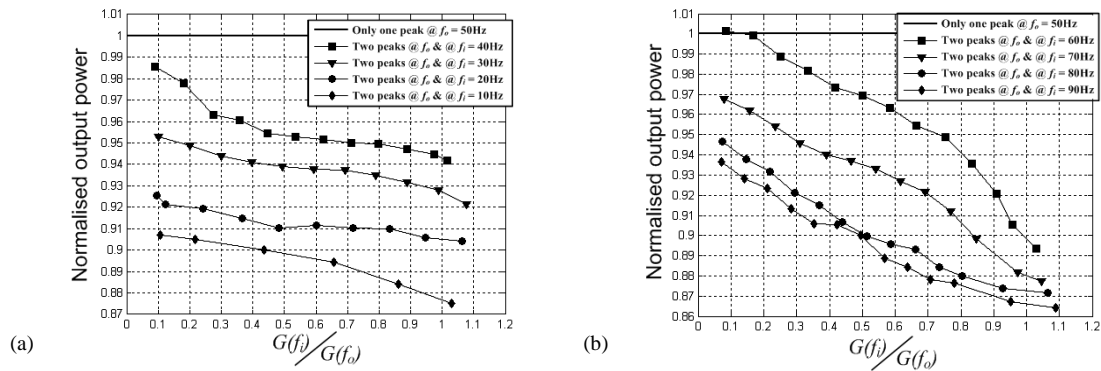 (a)
Normalised output power
1.01
1
0.99
0.98
0.97
0.96
0.95
0.94
0.93
0.92
0.91
0.9
0.89
0.88
0.87
0 0.1 0.2 0.3 0.4 0.5 0.6 0.7 0.8 0.9 1 1.1 1.2
G(fi)/G(fo)
Only one peak @ fo = 50Hz
Two peaks @ fo & @ fi = 40Hz
Two peaks @ fo & @ fi = 30Hz
Two peaks @ fo & @ fi = 20Hz
Two peaks @ fo & @ fi = 10Hz
(b)
Normalised output power
1.01
1
0.99
0.98
0.97
0.96
0.95
0.94
0.93
0.92
0.91
0.9
0.89
0.88
0.87
0.86
0 0.1 0.2 0.3 0.4 0.5 0.6 0.7 0.8 0.9 1 1.1 1.2
G(fi)/G(fo)
Only one peak @ fo = 50Hz
Two peaks @ fo & @ fi = 60Hz
Two peaks @ fo & @ fi = 70Hz
Two peaks @ fo & @ fi = 80Hz
Two peaks @ fo & @ fi = 90Hz